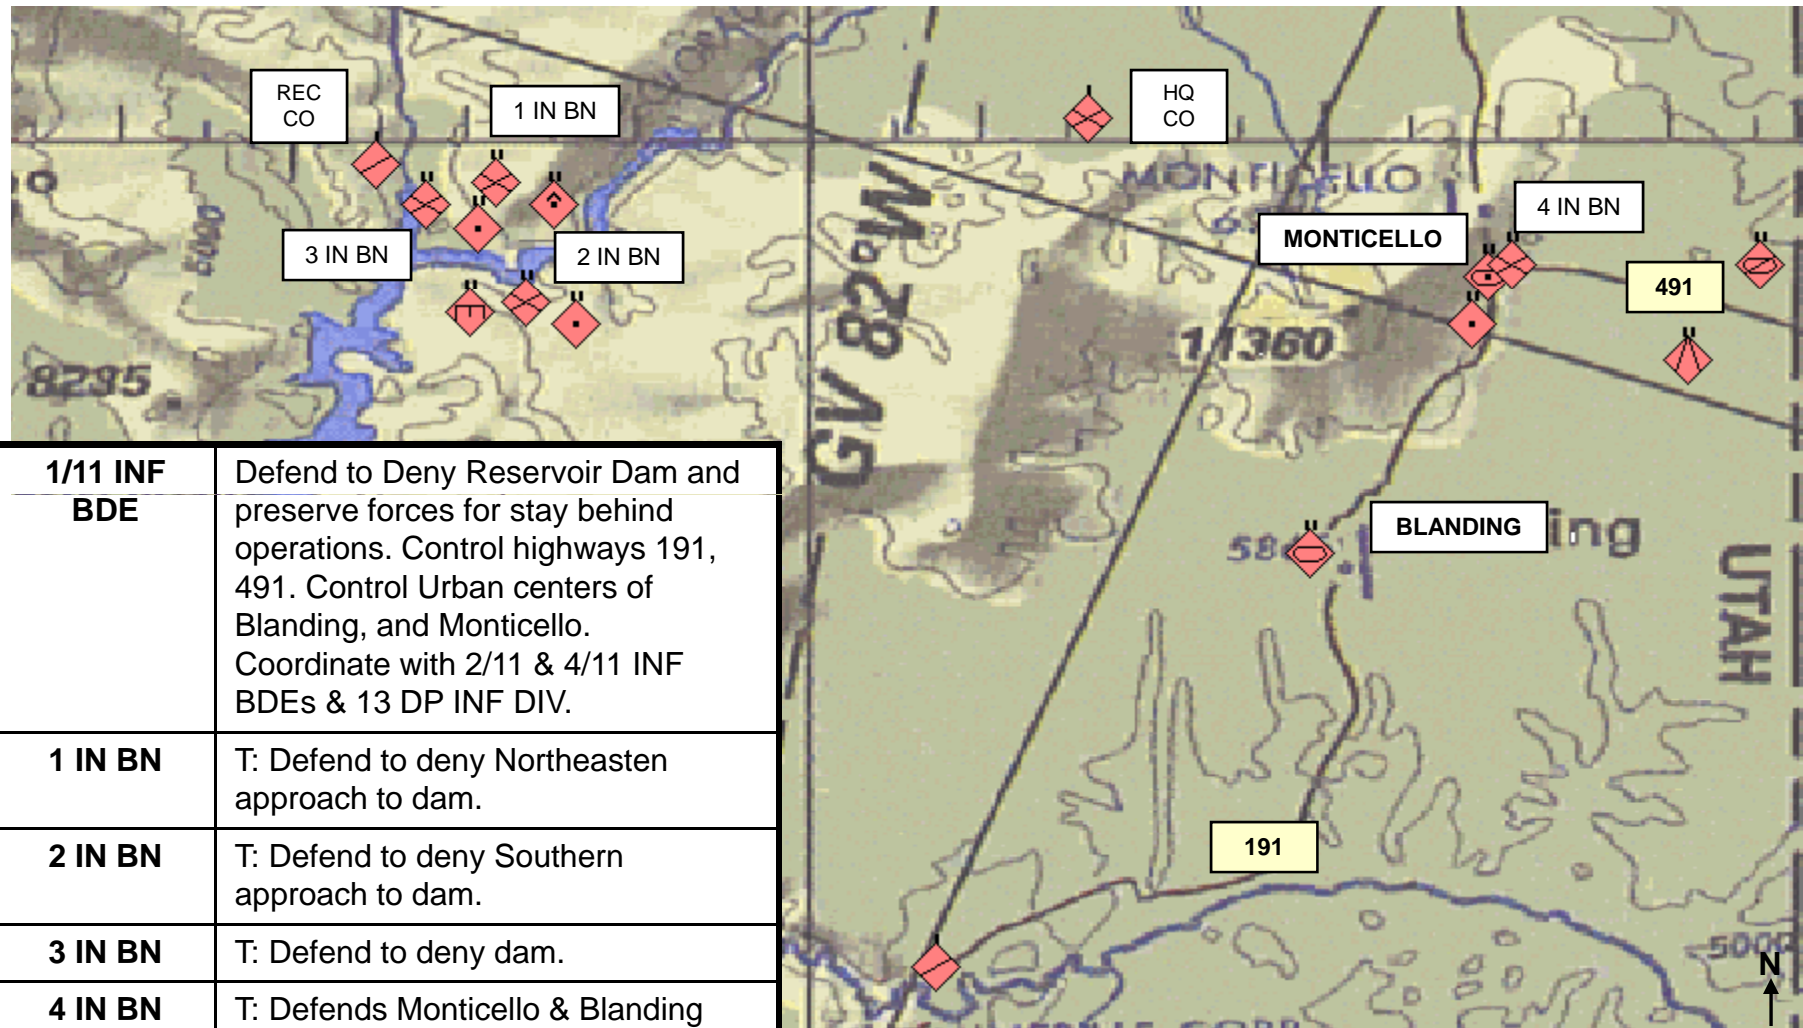 REC
CO
1 IN BN
HQ
CO
MONTICELLO
4 IN BN
3 IN BN
2 IN BN
MONTICELLO
491
GV 82°W
11360
8235
BLANDING
ing
UTAH
191
5000
N
1/11 INF
BDE
Defend to Deny Reservoir Dam and
preserve forces for stay behind
operations. Control highways 191,
491. Control Urban centers of
Blanding, and Monticello.
Coordinate with 2/11 & 4/11 INF
BDEs & 13 DP INF DIV.
1 IN BN
T: Defend to deny Northeasten
approach to dam.
2 IN BN
T: Defend to deny Southern
approach to dam.
3 IN BN
T: Defend to deny dam.
4 IN BN
T: Defends Monticello & Blanding